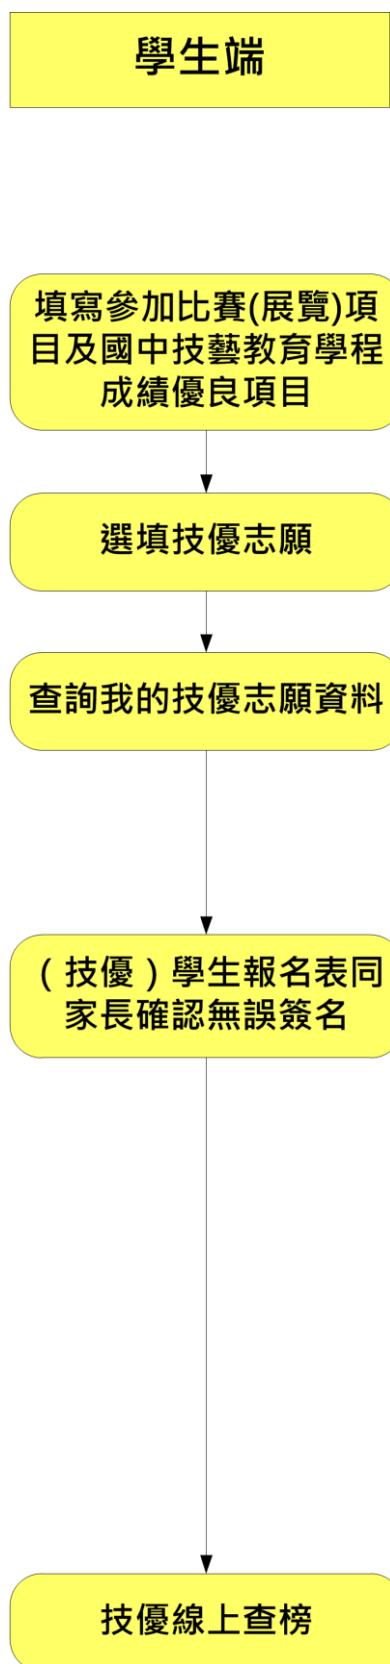 學生端
填寫參加比賽(展覽)項
目及國中技藝教育學程
成績優良項目
選填技優志願
查詢我的技優志願資料
（技優）學生報名表同
家長確認無誤簽名
技優線上查榜